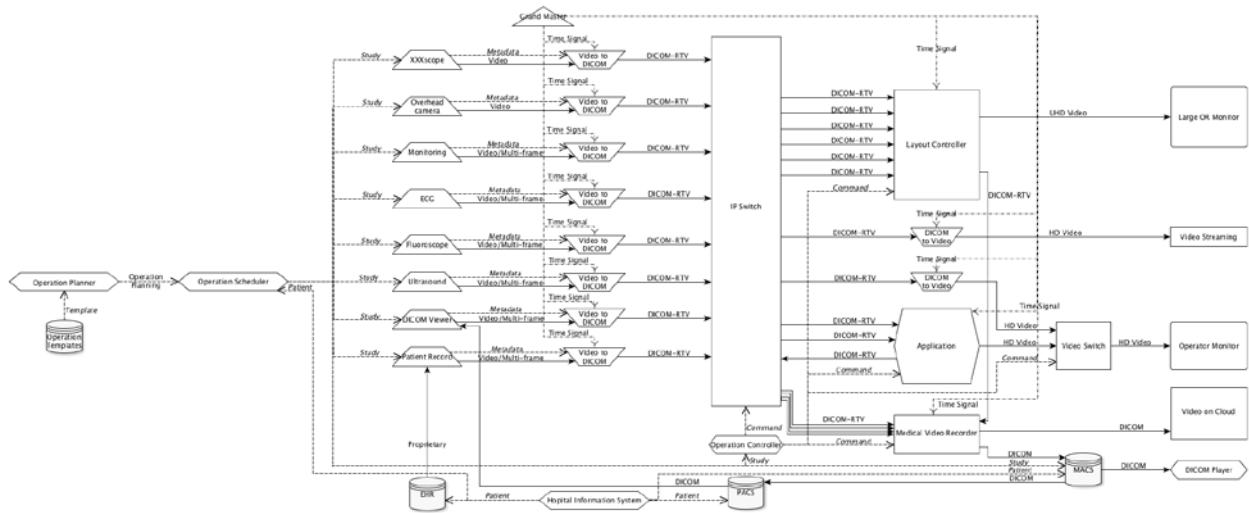 Grand Master
Time Signal
Study
XXXscope
Metadata
Video
Video to
DICOM
DICOM-RTV
Time Signal
Study
Overhead
camera
Metadata
Video
Video to
DICOM
DICOM-RTV
Time Signal
Study
Monitoring
Metadata
Video/Multi-frame
Video to
DICOM
DICOM-RTV
Time Signal
Study
ECG
Metadata
Video/Multi-frame
Video to
DICOM
DICOM-RTV
Time Signal
Study
Fluoroscope
Metadata
Video/Multi-frame
Video to
DICOM
DICOM-RTV
Time Signal
Study
Ultrasound
Metadata
Video/Multi-frame
Video to
DICOM
DICOM-RTV
Time Signal
Study
DICOM Viewer
Metadata
Video/Multi-frame
Video to
DICOM
DICOM-RTV
Time Signal
Study
Patient Record
Metadata
Video/Multi-frame
Video to
DICOM
DICOM-RTV
Operation Planner
Operation
Planning
Operation Scheduler
Patient
Template
Operation
Templates
IP Switch
Time Signal
DICOM-RTV
DICOM-RTV
DICOM-RTV
DICOM-RTV
DICOM-RTV
DICOM-RTV
Command
Layout Controller
UHD Video
Large OR Monitor
DICOM-RTV
Time Signal
DICOM-RTV
DICOM
to Video
HD Video
Video Streaming
Time Signal
DICOM-RTV
DICOM
to Video
Time Signal
DICOM-RTV
DICOM-RTV
DICOM-RTV
Command
Application
HD Video
HD Video
Command
Video Switch
HD Video
Operator Monitor
Time Signal
DICOM-RTV
Medical Video Recorder
DICOM
Video on Cloud
Command
Operation Controller
Command
Study
Proprietary
DICOM
Study
Patient
DICOM
MACS
DICOM
DICOM Player
EHR
Patient
Hopital Information System
Patient
DICOM
PACS